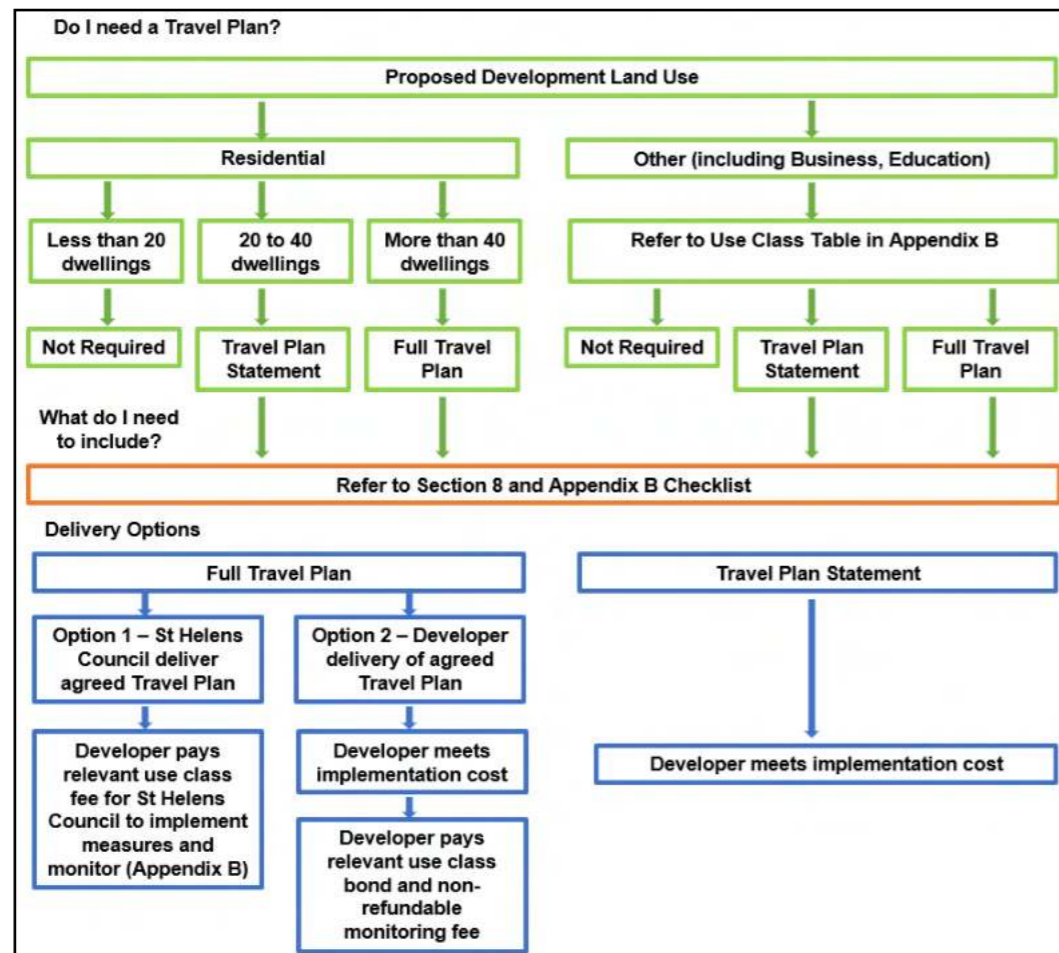 Do I need a Travel Plan?
Proposed Development Land Use
Residential
Other (including Business, Education)
Less than 20
dwellings
20 to 40
dwellings
More than 40
dwellings
Refer to Use Class Table in Appendix B
Not Required
Travel Plan
Statement
Full Travel
Plan
Not Required
Travel Plan
Statement
Full Travel
Plan
What do I need
to include?
Refer to Section 8 and Appendix B Checklist
Delivery Options
Full Travel Plan
Travel Plan Statement
Option 1 – St Helens
Council deliver
agreed Travel Plan
Option 2 – Developer
delivery of agreed
Travel Plan
Developer pays
relevant use class
fee for St Helens
Council to implement
measures and
monitor (Appendix B)
Developer meets
implementation cost
Developer meets implementation cost
Developer pays
relevant use class
bond and non-
refundable
monitoring fee